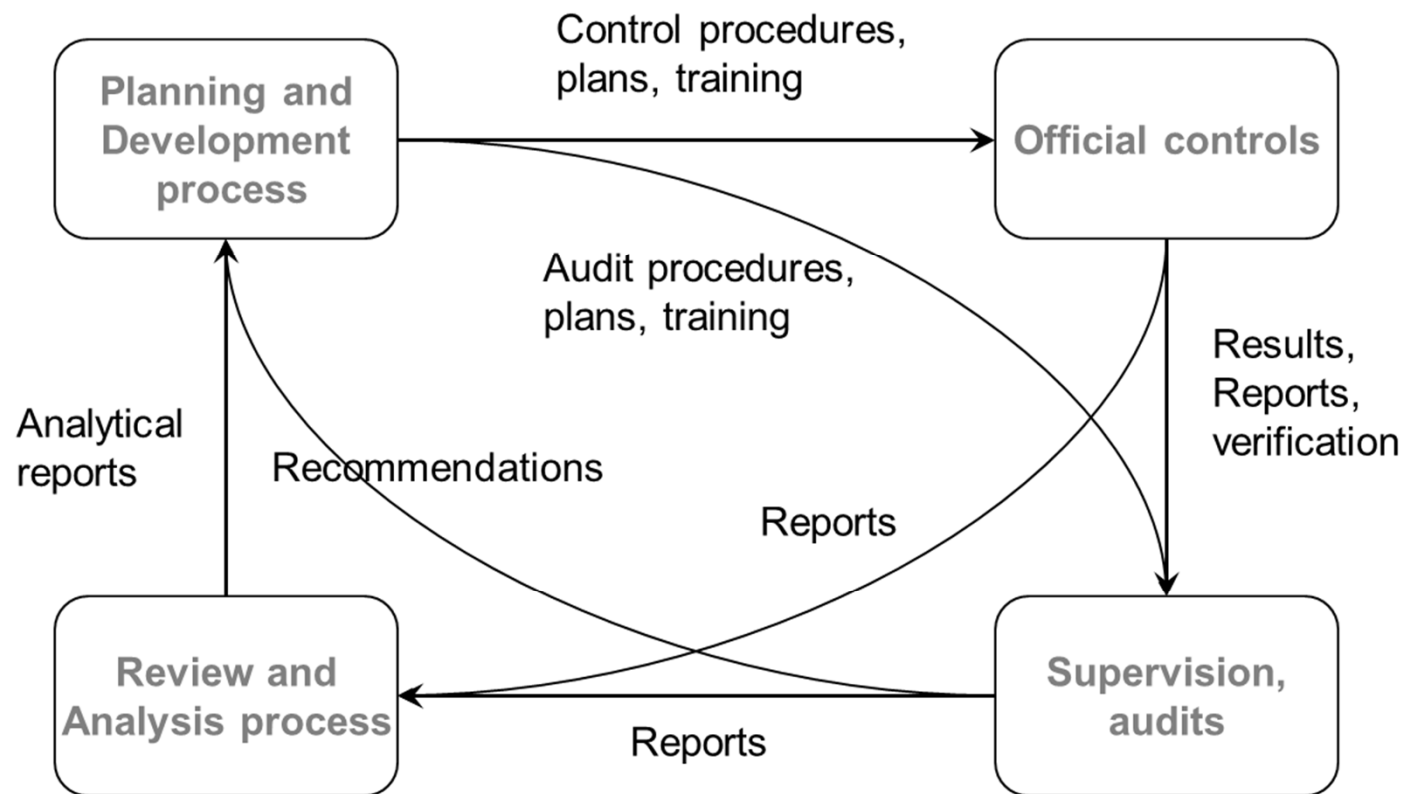 Control procedures,
plans, training
Planning and
Development
process
Official controls
Audit procedures,
plans, training
Results,
Reports,
verification
Analytical
reports
Recommendations
Reports
Review and
Analysis process
Supervision,
audits
Reports